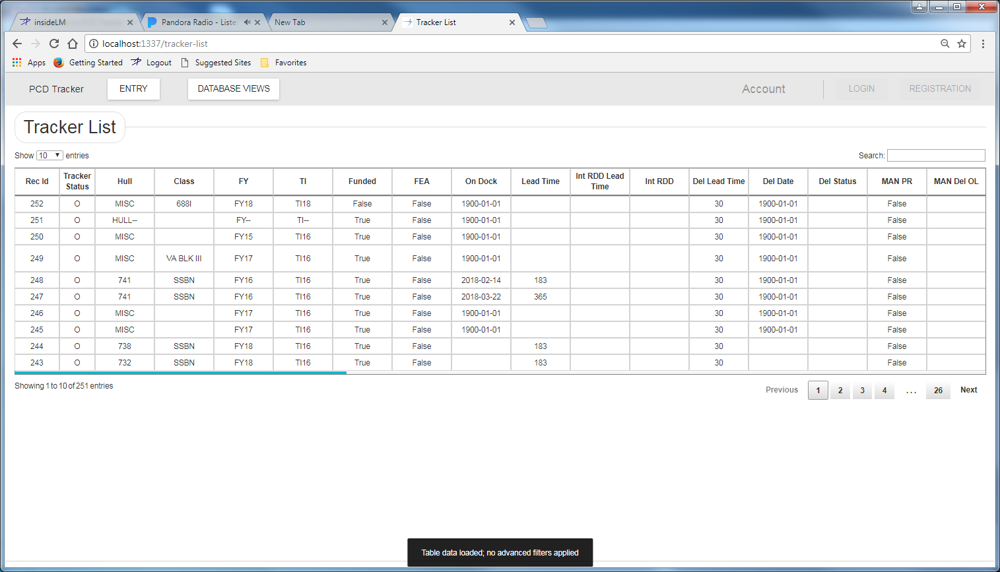 insideLM
Pandora Radio - Listen
New Tab
Tracker List
localhost:1337/tracker-list
Apps Getting Started Logout Suggested Sites Favorites
PCD Tracker ENTRY DATABASE VIEWS Account LOGIN REGISTRATION
Tracker List
Show 10 entries Search:
Rec Id Tracker Status Hull Class FY TI Funded FEA On Dock Lead Time Int RDD Lead Time Int RDD Del Lead Time Del Date Del Status MAN PR MAN Del OL
252 O MISC 688I FY18 TI18 False False 1900-01-01 30 1900-01-01 False
251 O HULL-- FY-- TI-- True False 1900-01-01 30 1900-01-01 False
250 O MISC FY15 TI16 True False 1900-01-01 30 1900-01-01 False
249 O MISC VA BLK III FY17 TI16 True False 1900-01-01 30 1900-01-01 False
248 O 741 SSBN FY16 TI16 True False 2018-02-14 183 30 1900-01-01 False
247 O 741 SSBN FY16 TI16 True False 2018-03-22 365 30 1900-01-01 False
246 O MISC FY17 TI16 True False 1900-01-01 30 1900-01-01 False
245 O MISC FY17 TI16 True False 1900-01-01 30 1900-01-01 False
244 O 738 SSBN FY18 TI16 True False 183 30 False
243 O 732 SSBN FY18 TI16 True False 183 30 False
Showing 1 to 10 of 251 entries Previous 1 2 3 4 ... 26 Next
Table data loaded; no advanced filters applied